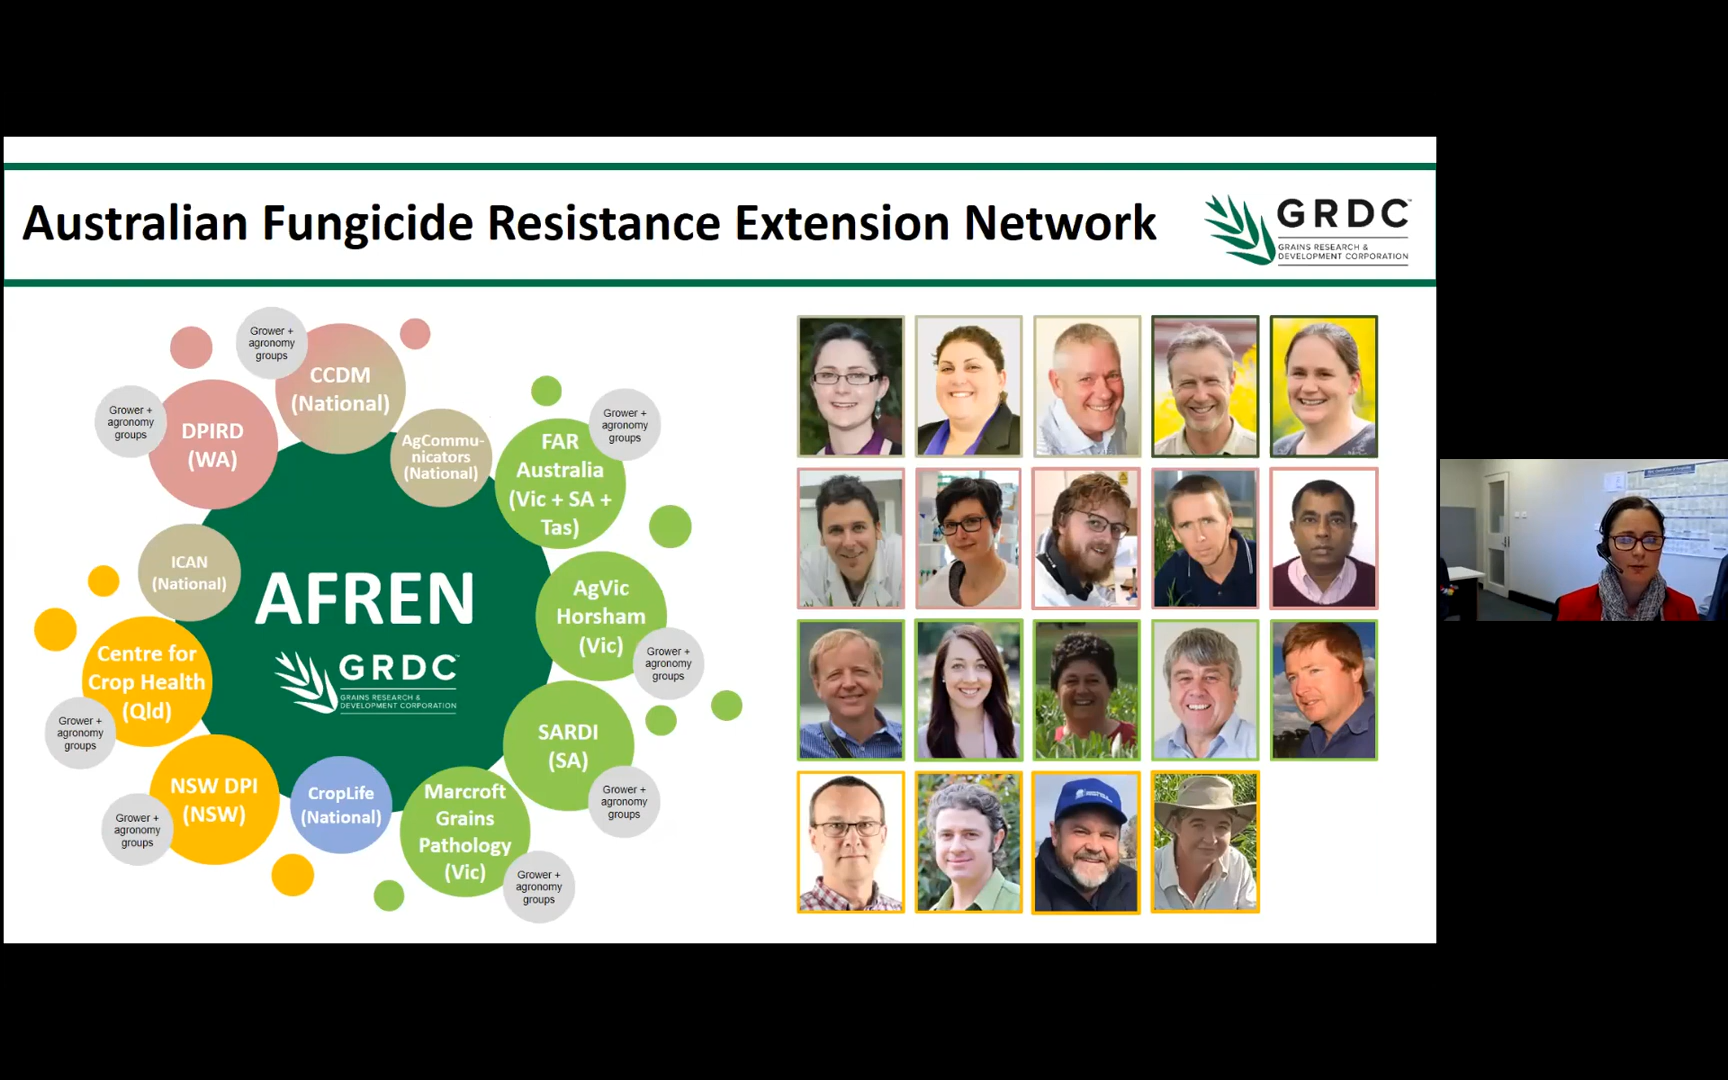 Australian Fungicide Resistance Extension Network
GRDC™
GRAINS RESEARCH &
DEVELOPMENT CORPORATION
Grower +
agronomy
groups
CCDM
(National)
Grower +
agronomy
groups
DPIRD
(WA)
AgCommu-
nicators
(National)
FAR
Australia
(Vic + SA +
Tas)
Grower +
agronomy
groups
ICAN
(National)
AFREN
GRDC™
GRAINS RESEARCH &
DEVELOPMENT CORPORATION
AgVic
Horsham
(Vic)
Grower +
agronomy
groups
Centre for
Crop Health
(Qld)
Grower +
agronomy
groups
SARDI
(SA)
Grower +
agronomy
groups
NSW DPI
(NSW)
Grower +
agronomy
groups
CropLife
(National)
Marcroft
Grains
Pathology
(Vic)
Grower +
agronomy
groups